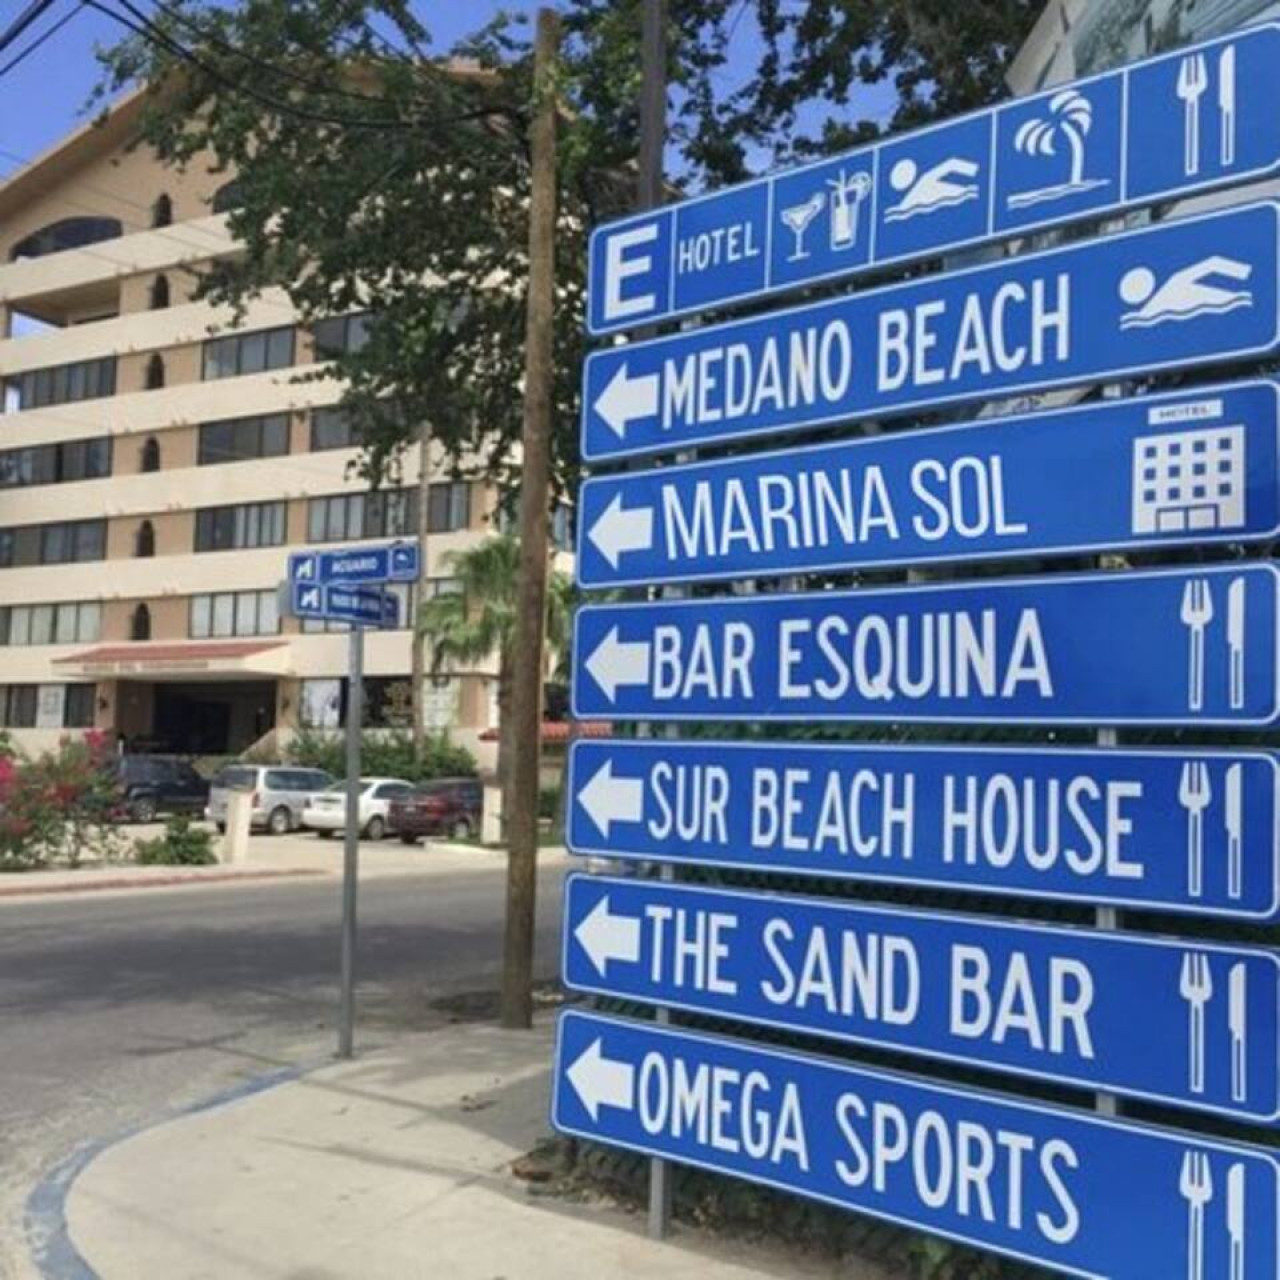 E HOTEL
MEDANO BEACH
HOTEL
MARINA SOL
BAR ESQUINA
SUR BEACH HOUSE
THE SAND BAR
OMEGA SPORTS
ACUARIO